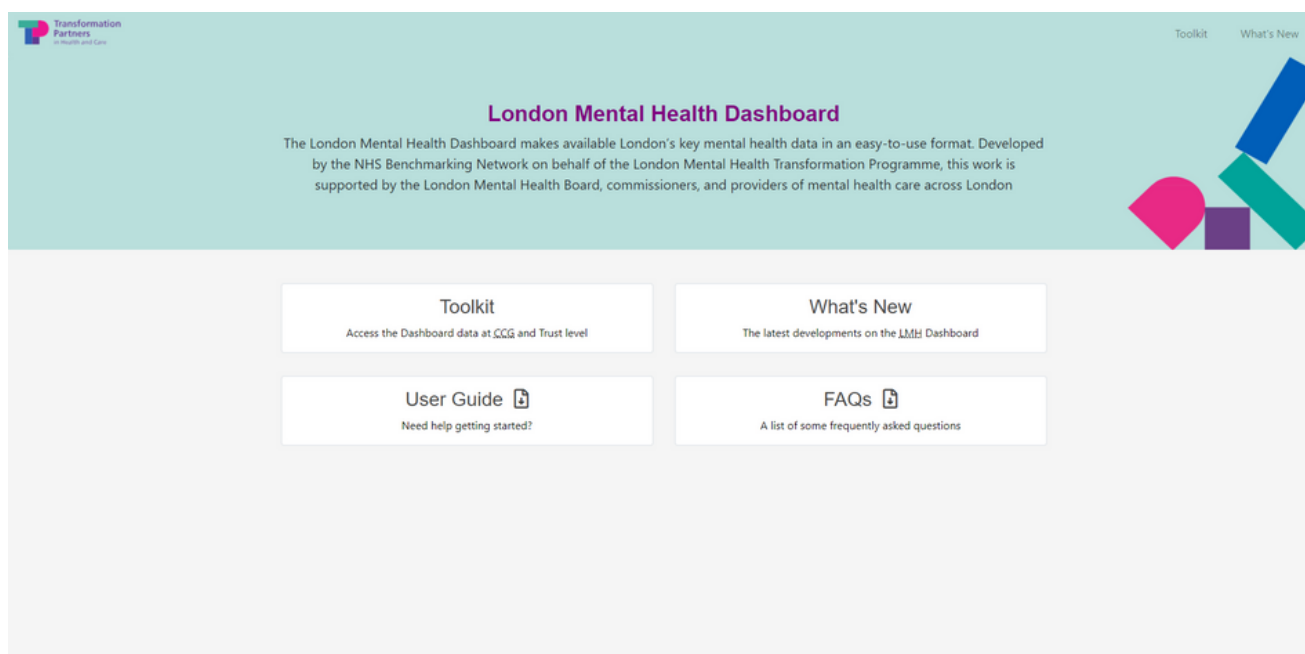 Transformation
Partners
in Health and Care
Toolkit
What's New
London Mental Health Dashboard
The London Mental Health Dashboard makes available London's key mental health data in an easy-to-use format. Developed
by the NHS Benchmarking Network on behalf of the London Mental Health Transformation Programme, this work is
supported by the London Mental Health Board, commissioners, and providers of mental health care across London
Toolkit
Access the Dashboard data at CCG and Trust level
What's New
The latest developments on the LMH Dashboard
User Guide
Need help getting started?
FAQs
A list of some frequently asked questions